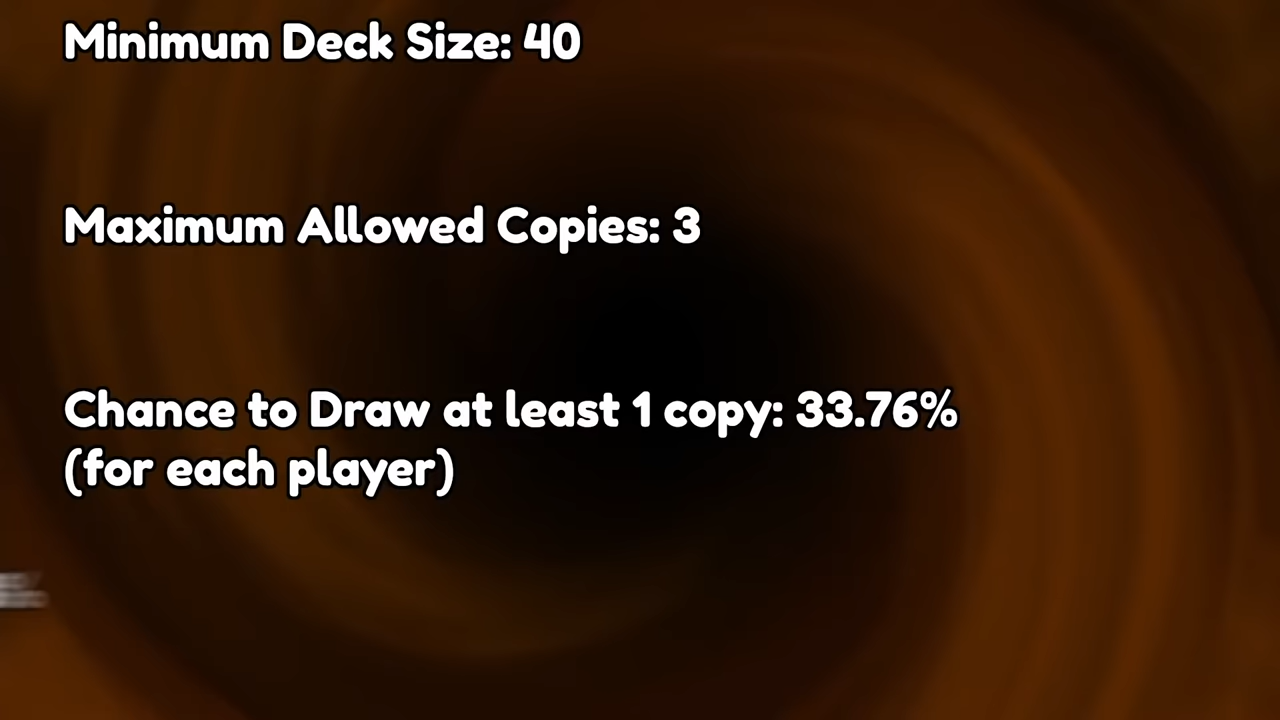 Minimum Deck Size: 40
Maximum Allowed Copies: 3
Chance to Draw at least 1 copy: 33.76%
(for each player)